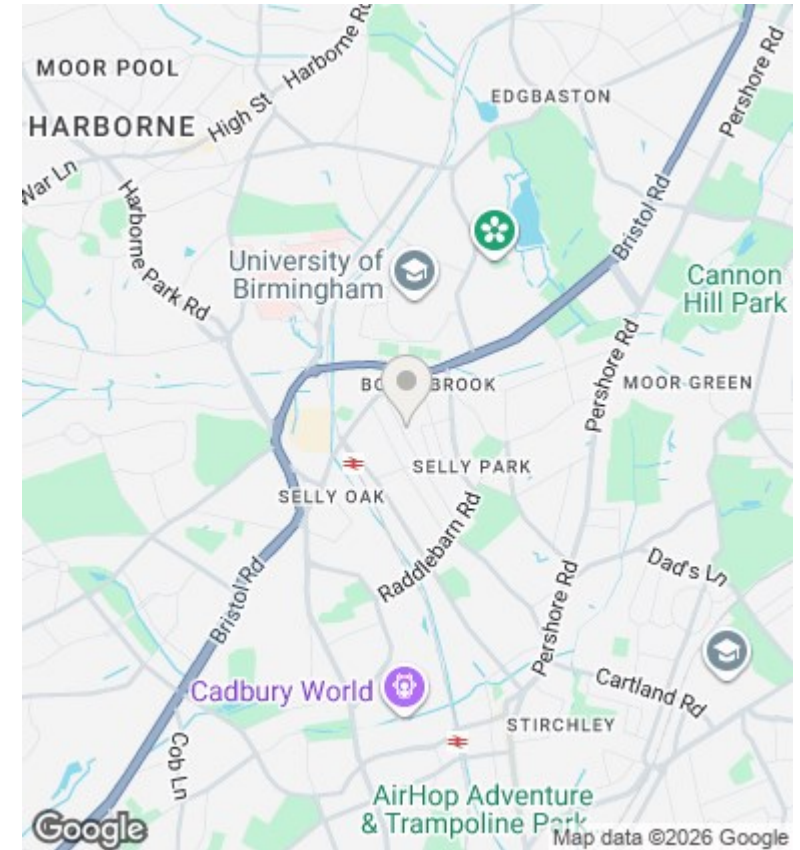 MOOR POOL
Harborne Rd
EDGBASTON
Pershore Rd
HARBORNE
High St
War Ln
Harborne Park Rd
Bristol Rd
University of
Birmingham
Cannon
Hill Park
Pershore Rd
BO BROOK
MOOR GREEN
SELLY PARK
SELLY OAK
Raddlebarn Rd
Dad's Ln
Bristol Rd
Pershore Rd
Cadbury World
Cartland Rd
STIRCHLEY
Cob Ln
AirHop Adventure
& Trampoline Park
Google
Map data ©2026 Google